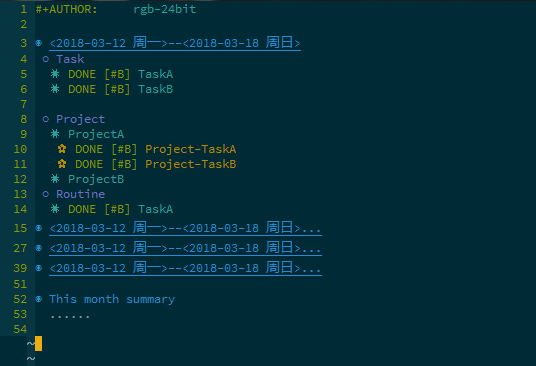 1 #+AUTHOR: rgb-24bit
2
3 ◉ <2018-03-12 周一>--<2018-03-18 周日>
4 ○ Task
5 ✸ DONE [#B] TaskA
6 ✸ DONE [#B] TaskB
7
8 ○ Project
9 ✸ ProjectA
10 ✿ DONE [#B] Project-TaskA
11 ✿ DONE [#B] Project-TaskB
12 ✸ ProjectB
13 ○ Routine
14 ✸ DONE [#B] TaskA
15 ◉ <2018-03-12 周一>--<2018-03-18 周日>...
27 ◉ <2018-03-12 周一>--<2018-03-18 周日>...
39 ◉ <2018-03-12 周一>--<2018-03-18 周日>...
51
52 ◉ This month summary
53 ......
54
~
~